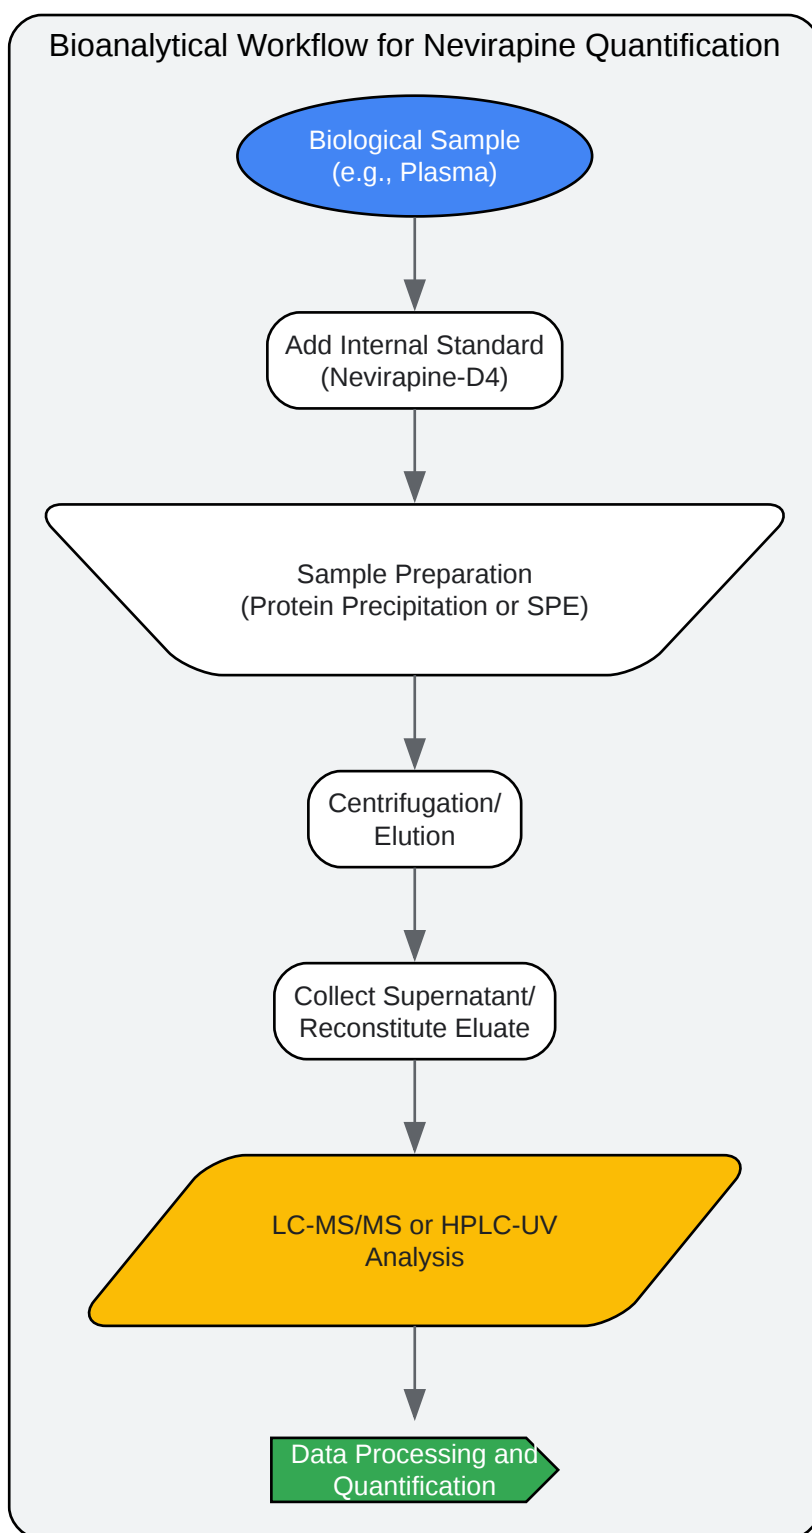 Bioanalytical Workflow for Nevirapine Quantification
Biological Sample
(e.g., Plasma)
Add Internal Standard
(Nevirapine-D4)
Sample Preparation
(Protein Precipitation or SPE)
Centrifugation/
Elution
Collect Supernatant/
Reconstitute Eluate
LC-MS/MS or HPLC-UV
Analysis
Data Processing and
Quantification